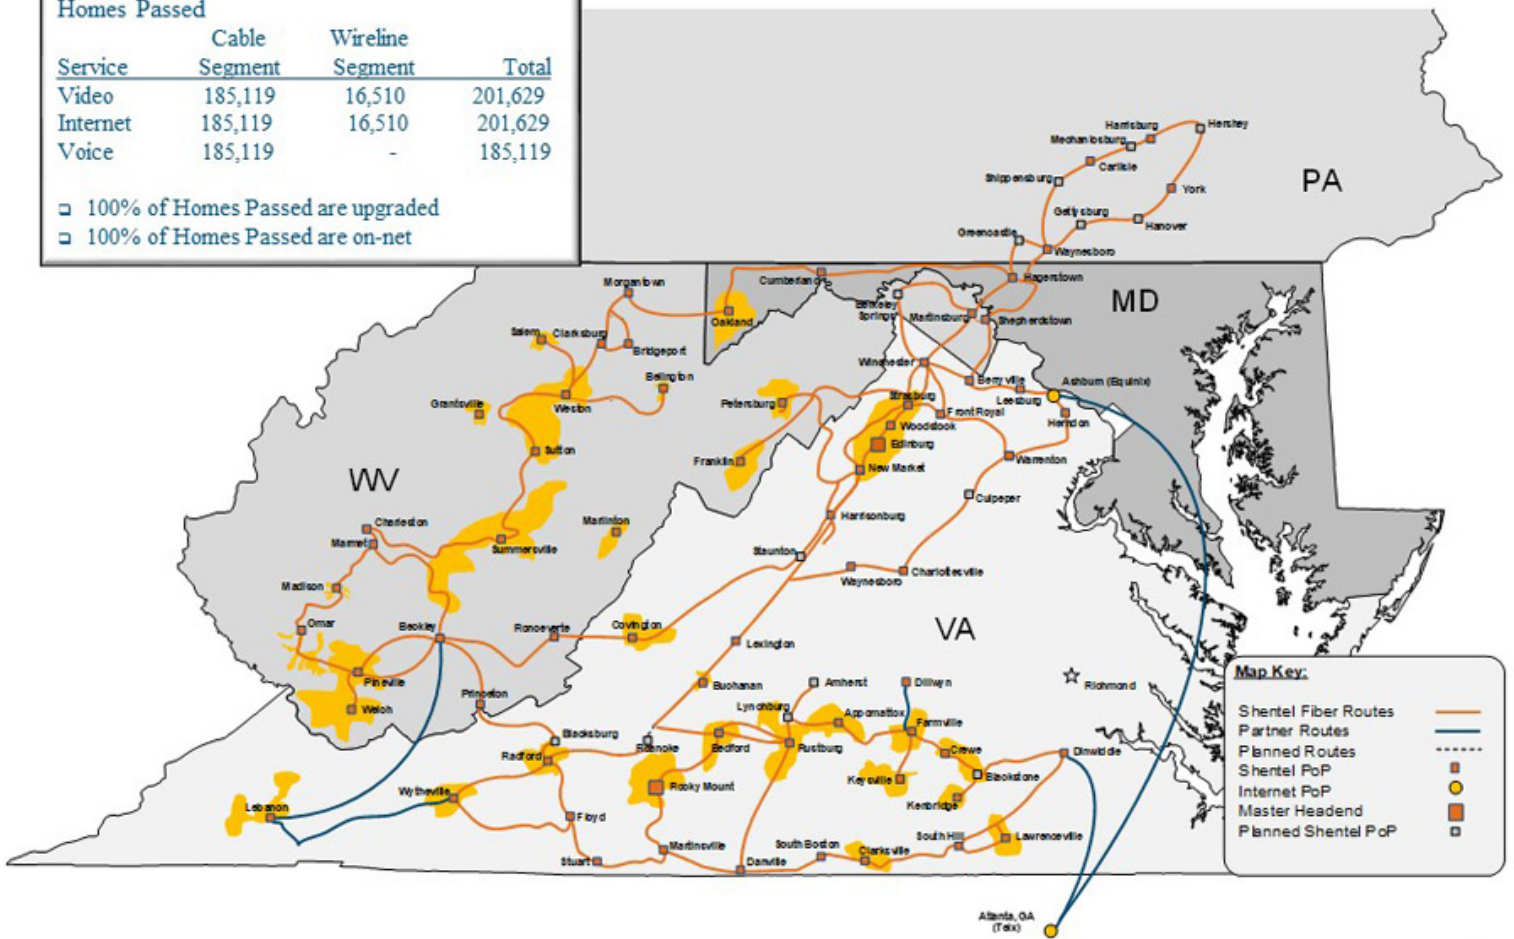 Homes Passed
Cable Wireline
Service Segment Segment Total
Video 185,119 16,510 201,629
Internet 185,119 16,510 201,629
Voice 185,119 - 185,119
100% of Homes Passed are upgraded
100% of Homes Passed are on-net
Harrisburg
Hershey
Mechanicsburg
Carlisle
Shippensburg
York
PA
Gettysburg
Hanover
Greencastle
Waynesboro
Hagerstown
Cumberland
Morgantown
MD
Berkeley
Springs
Martinsburg
Shepherdstown
Oakland
Salem
Clarksburg
Bridgeport
Winchester
Belington
Berryville
Ashburn (Equinix)
Leesburg
Grantsville
Weston
Petersburg
Strasburg
Front Royal
Herndon
Woodstock
Edinburg
Sutton
Franklin
New Market
Warrenton
WV
Culpeper
Charleston
Marmet
Marlinton
Harrisonburg
Summersville
Staunton
Waynesboro
Charlottesville
Madison
Omar
Beckley
Ronceverte
Covington
Lexington
VA
Pineville
Buchanan
Amherst
Dillwyn
Richmond
Princeton
Welch
Lynchburg
Appomattox
Farmville
Blacksburg
Roanoke
Bedford
Rustburg
Crewe
Dinwiddie
Radford
Rocky Mount
Keysville
Blackstone
Wytheville
Kenbridge
Lebanon
Floyd
South Hill
Lawrenceville
Martinsville
South Boston
Clarksville
Stuart
Danville
Atlanta, GA
(Telx)
Map Key:
Shentel Fiber Routes
Partner Routes
Planned Routes
Shentel PoP
Internet PoP
Master Headend
Planned Shentel PoP